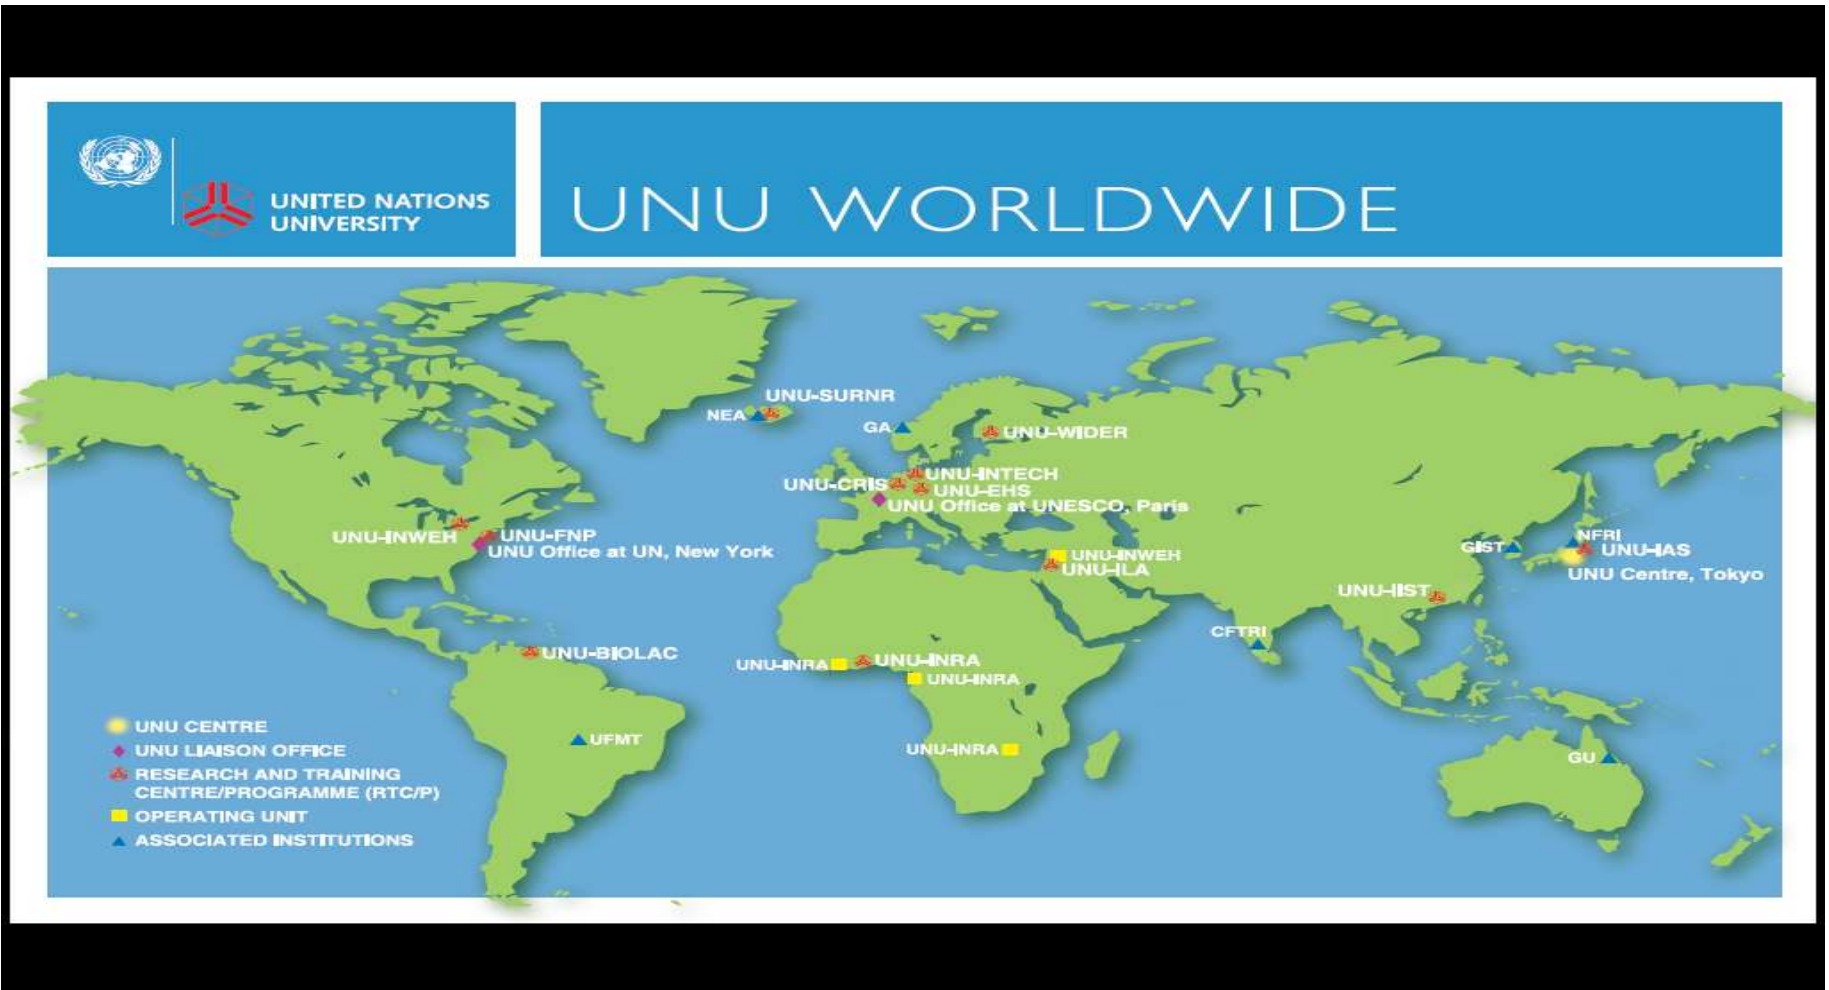 UNITED NATIONS
UNIVERSITY
UNU WORLDWIDE
UNU-SURNR
NEA
GA
UNU-WIDER
UNU-INTECH
UNU-CRIS
UNU-EHS
UNU Office at UNESCO, Paris
UNU-INWEH
UNU-FNP
UNU Office at UN, New York
UNU-INWEH
UNU-ILA
GIST
NFRI
UNU-IAS
UNU Centre, Tokyo
UNU-IIST
CFTRI
UNU-BIOLAC
UNU-INRA
UNU-INRA
UNU-INRA
UFMT
UNU-INRA
GU
UNU CENTRE
UNU LIAISON OFFICE
RESEARCH AND TRAINING
CENTRE/PROGRAMME (RTC/P)
OPERATING UNIT
ASSOCIATED INSTITUTIONS